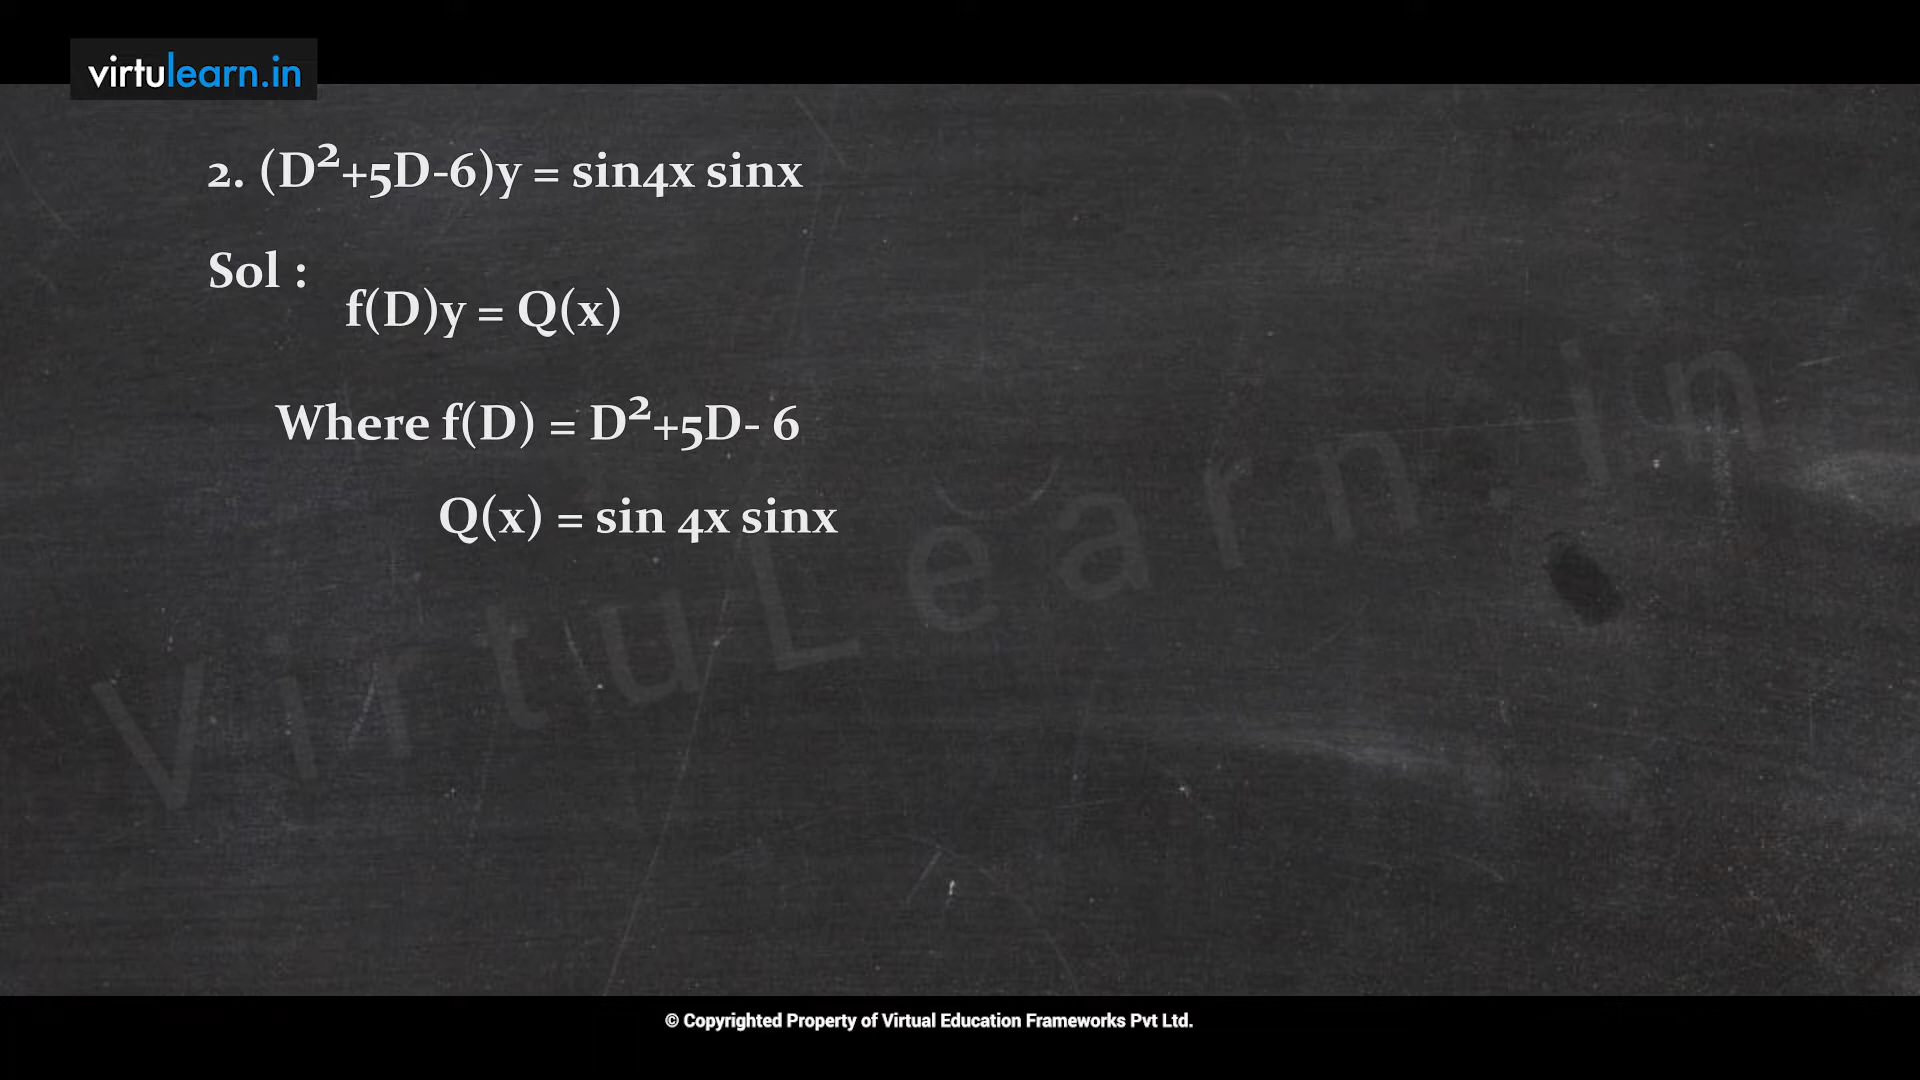 virtulearn.in
2. (D²+5D-6)y = sin4x sinx
Sol :
f(D)y = Q(x)
Where f(D) = D²+5D- 6
Q(x) = sin 4x sinx
VirtuLearn.in
© Copyrighted Property of Virtual Education Frameworks Pvt Ltd.